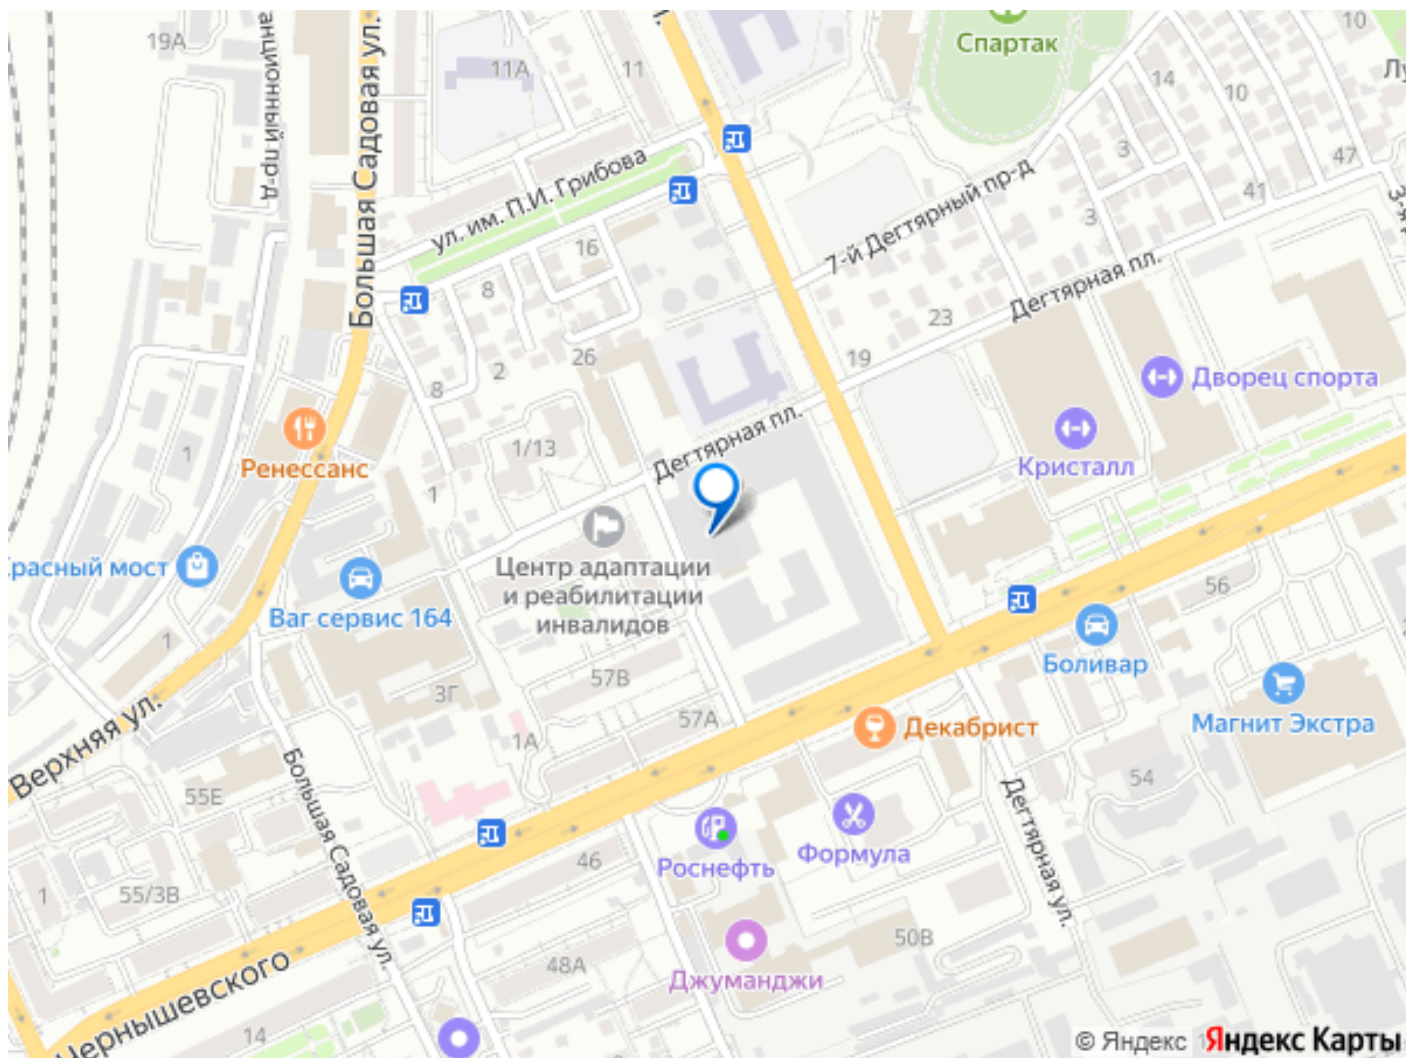 19А
11А
11
Спартак
10
14
10
Лу
анционный пр-д
Большая Садовая ул.
3
47
ул. им. П.И. Грибова
41
3
3-я
7-й Дегтярный пр-д
16
Дегтярная пл.
8
23
26
2
19
8
Дворец спорта
Ренессанс
1/13
Дегтярная пл.
Кристалл
1
1
Центр адаптации
и реабилитации
инвалидов
расный мост
Ваг сервис 164
56
1
Боливар
57В
3Г
57А
Декабрист
Магнит Экстра
Верхняя ул.
1А
54
55Е
Большая Садовая ул.
Дегтярная ул.
Роснефть
Формула
46
1
55/3В
50В
48А
Джуманджи
Чернышевского
14
© Яндекс Яндекс Карты